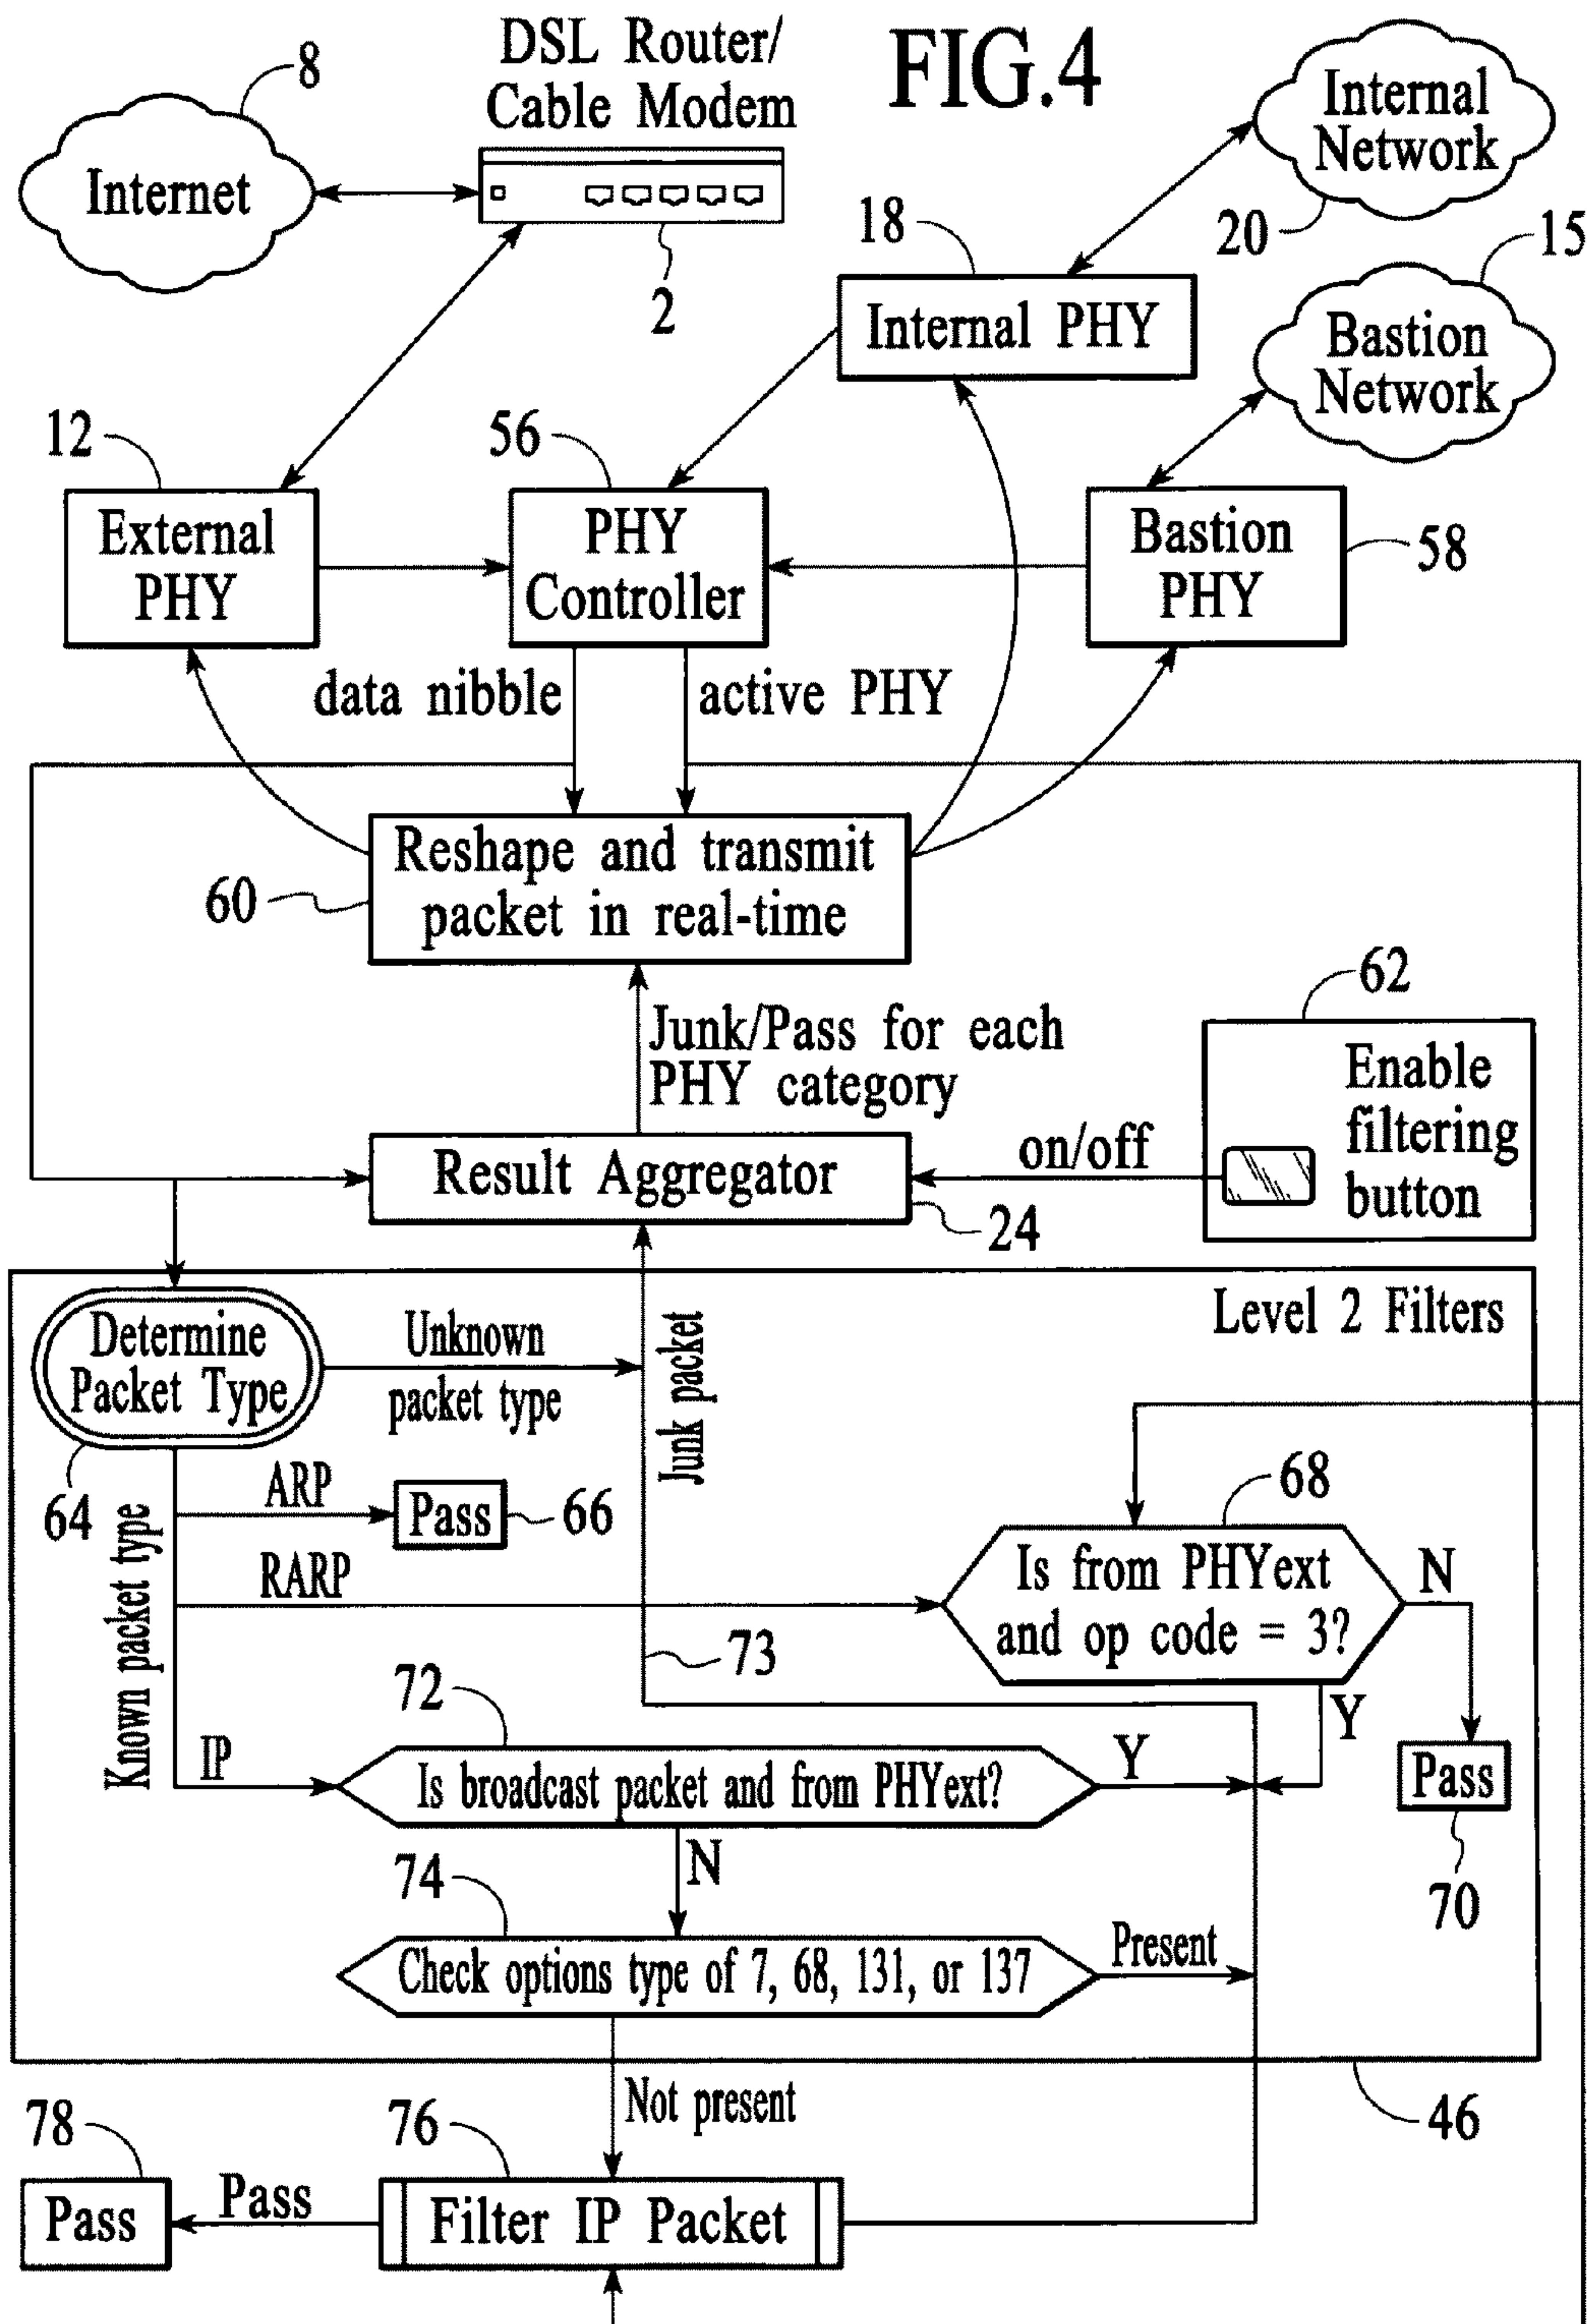 FIG.4
DSL Router/
Cable Modem
8
Internet
2
Internal
Network
20
15
18
Internal PHY
Bastion
Network
12
External
PHY
56
PHY
Controller
Bastion
PHY
58
data nibble
active PHY
Reshape and transmit
packet in real-time
60
Junk/Pass for each
PHY category
62
Enable
filtering
button
on/off
Result Aggregator
24
Level 2 Filters
Determine
Packet Type
64
Unknown
packet type
Junk packet
Known packet type
ARP
Pass
66
RARP
68
Is from PHYext
and op code = 3?
N
Y
Pass
70
73
72
IP
Is broadcast packet and from PHYext?
Y
N
74
Check options type of 7, 68, 131, or 137
Present
Not present
46
78
Pass
Pass
76
Filter IP Packet